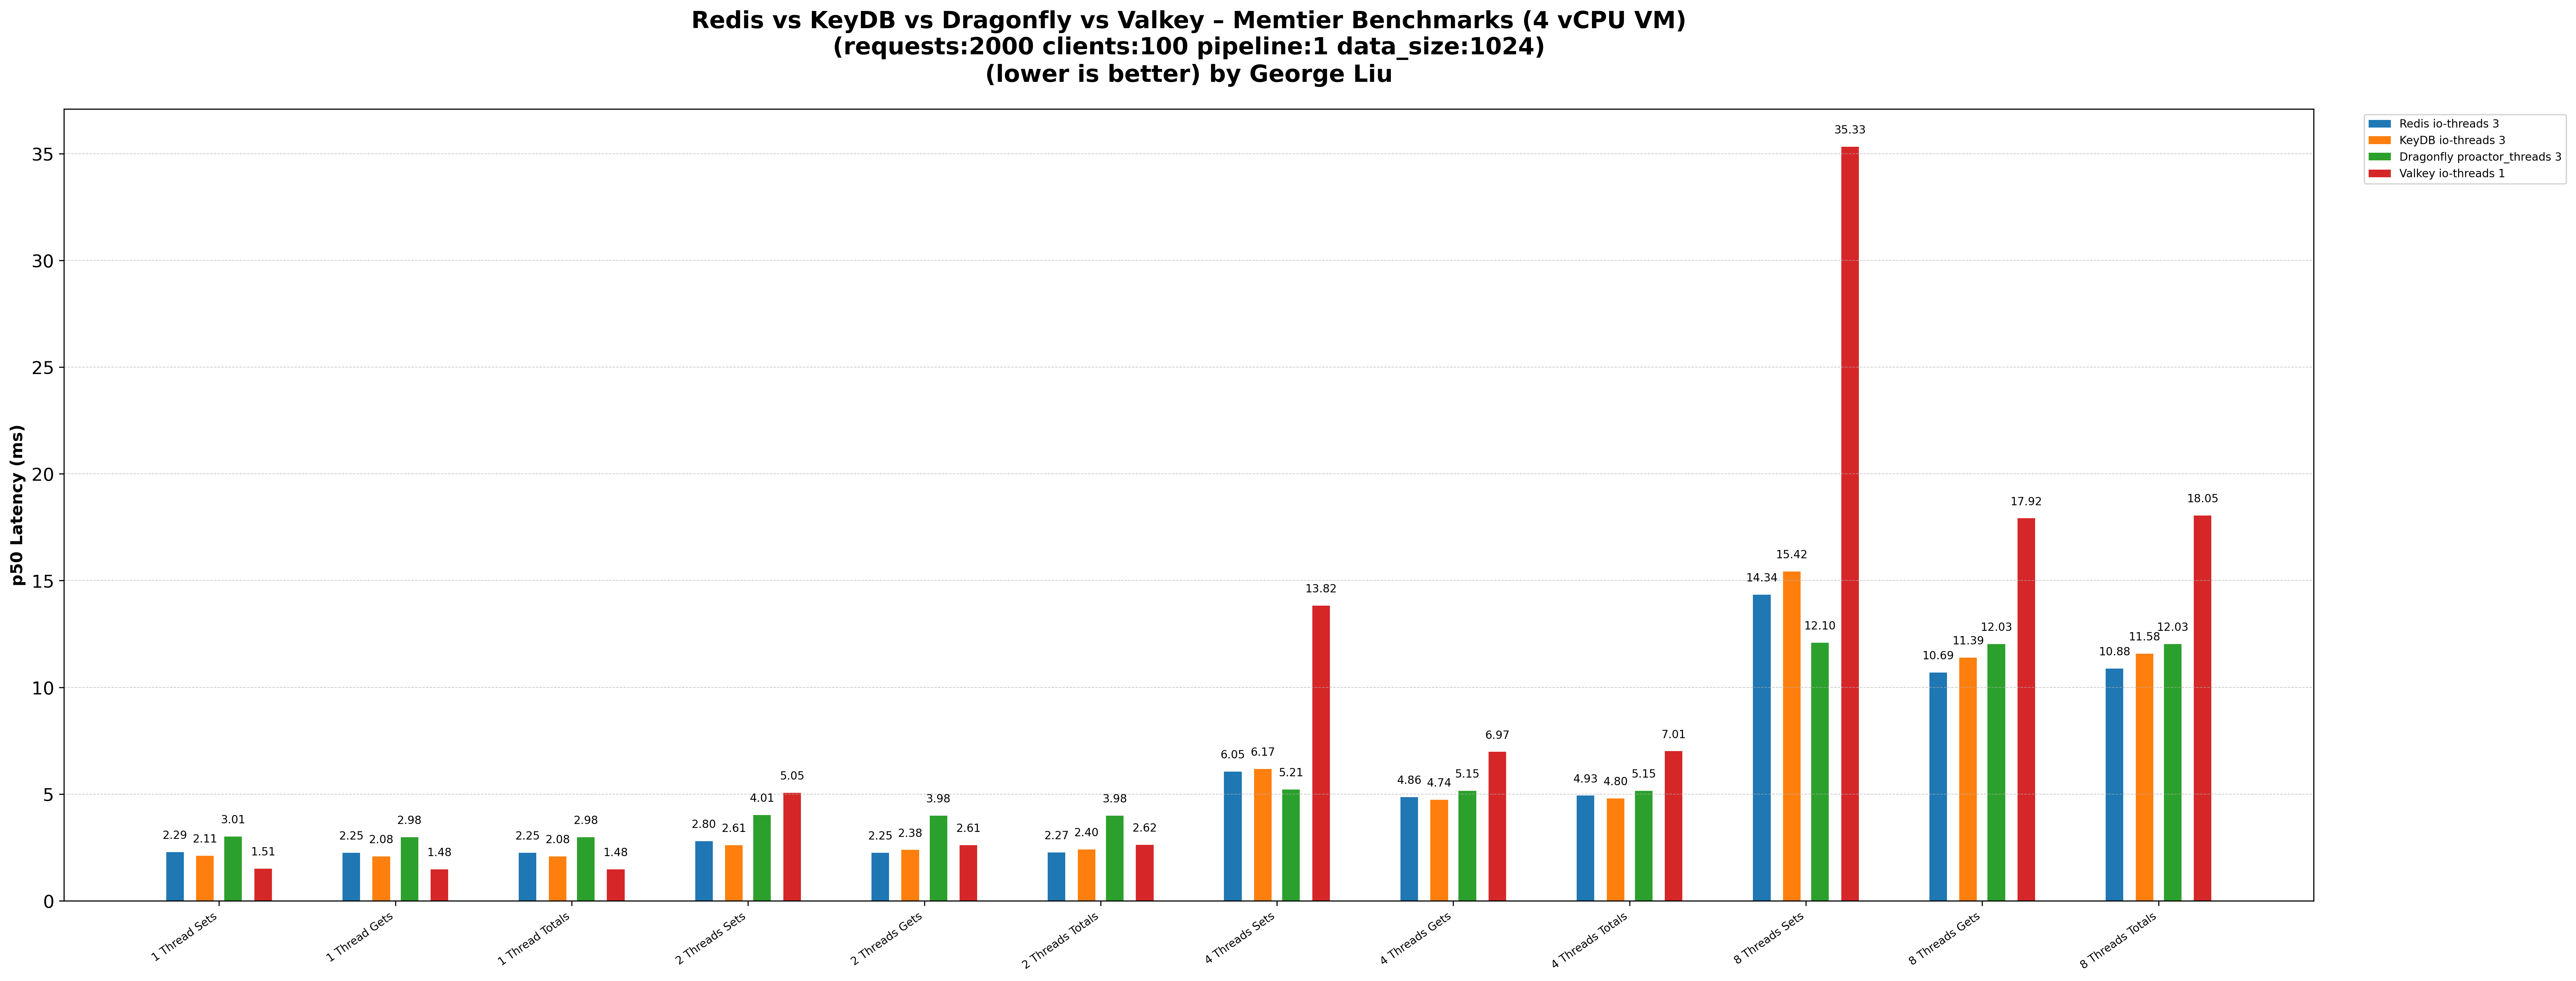 Redis vs KeyDB vs Dragonfly vs Valkey – Memtier Benchmarks (4 vCPU VM)
(requests:2000 clients:100 pipeline:1 data_size:1024)
(lower is better) by George Liu
Redis io-threads 3
KeyDB io-threads 3
Dragonfly proactor_threads 3
Valkey io-threads 1
p50 Latency (ms)
35
30
25
20
15
10
5
0
2.29 2.11 3.01 1.51
2.25 2.08 2.98 1.48
2.25 2.08 2.98 1.48
2.80 2.61 4.01 5.05
2.25 2.38 3.98 2.61
2.27 2.40 3.98 2.62
6.05 6.17 5.21 13.82
4.86 4.74 5.15 6.97
4.93 4.80 5.15 7.01
14.34 15.42 12.10 35.33
10.69 11.39 12.03 17.92
10.88 11.58 12.03 18.05
1 Thread Sets
1 Thread Gets
1 Thread Totals
2 Threads Sets
2 Threads Gets
2 Threads Totals
4 Threads Sets
4 Threads Gets
4 Threads Totals
8 Threads Sets
8 Threads Gets
8 Threads Totals